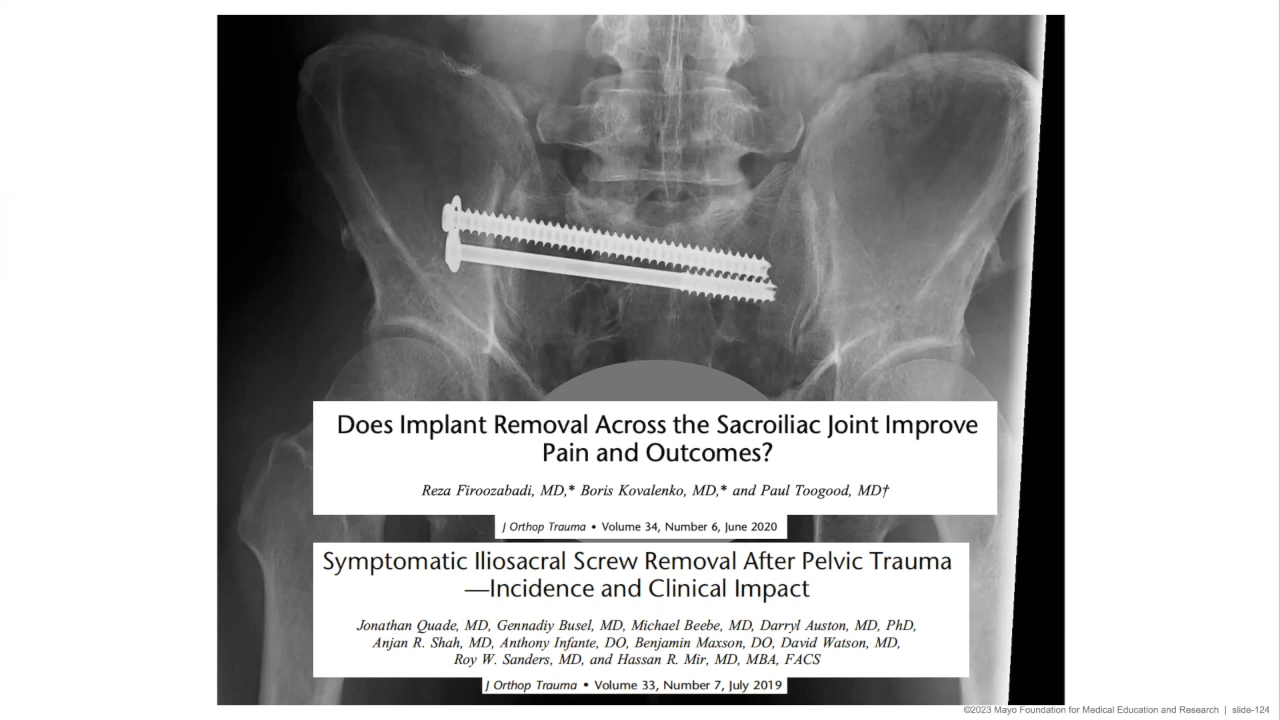 Does Implant Removal Across the Sacroiliac Joint Improve
Pain and Outcomes?
Reza Firoozabadi, MD,* Boris Kovalenko, MD,* and Paul Toogood, MD†
J Orthop Trauma • Volume 34, Number 6, June 2020
Symptomatic Iliosacral Screw Removal After Pelvic Trauma
—Incidence and Clinical Impact
Jonathan Quade, MD, Gennadiy Busel, MD, Michael Beebe, MD, Darryl Auston, MD, PhD,
Anjan R. Shah, MD, Anthony Infante, DO, Benjamin Maxson, DO, David Watson, MD,
Roy W. Sanders, MD, and Hassan R. Mir, MD, MBA, FACS
J Orthop Trauma • Volume 33, Number 7, July 2019
©2023 Mayo Foundation for Medical Education and Research | slide-124